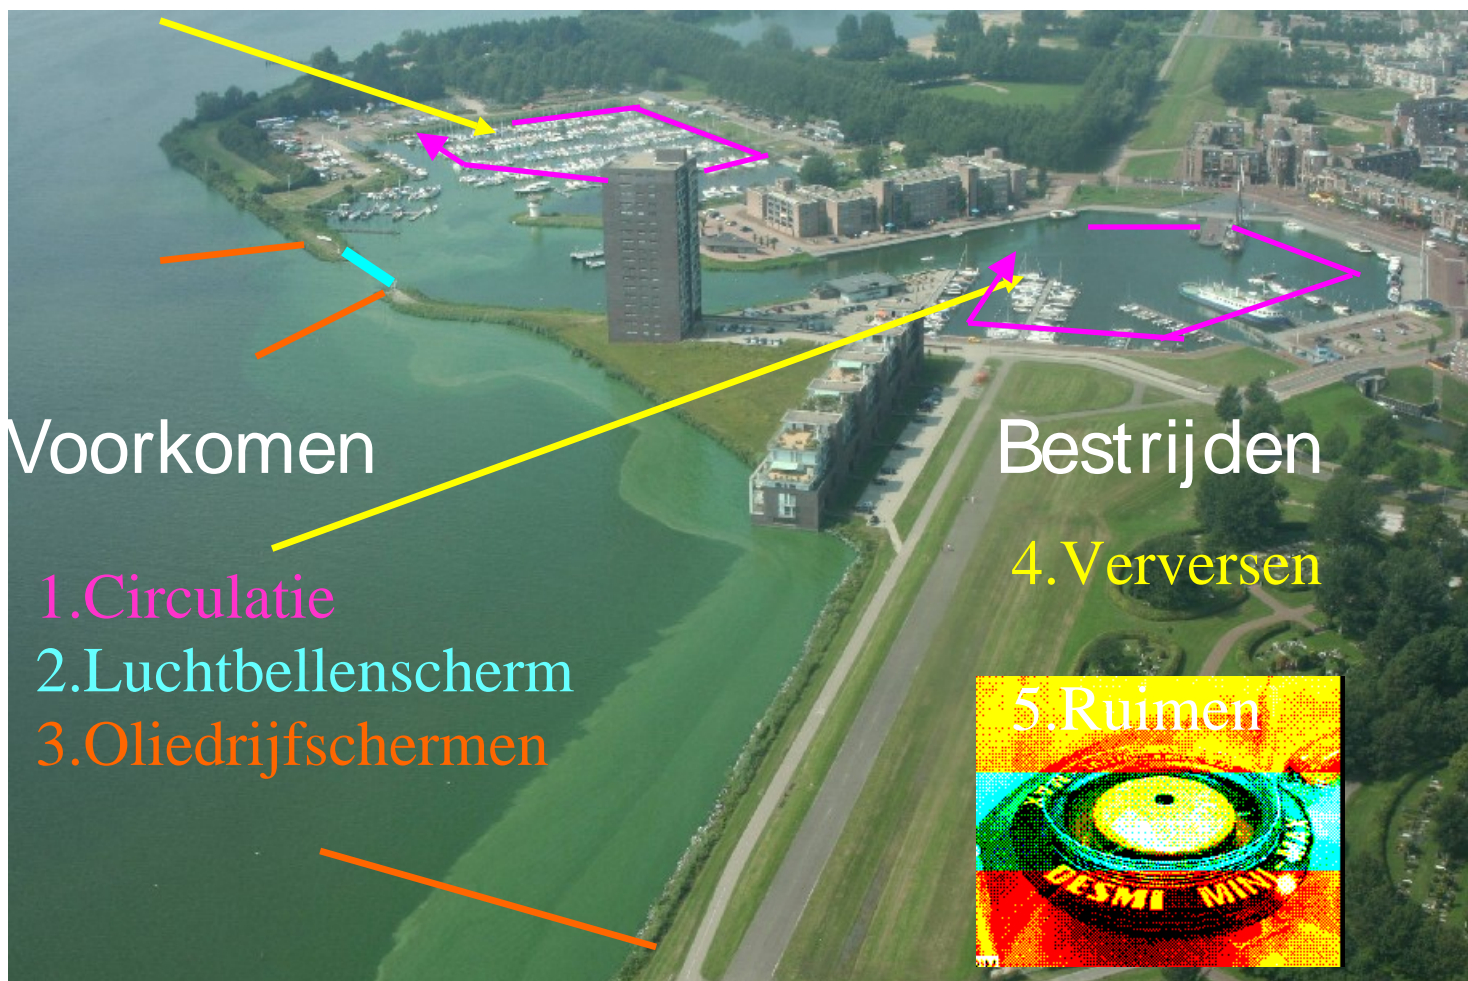 Voorkomen
1.Circulatie
2.Luchtbellenscherm
3.Oliedrijfschermen
Bestrijden
4.Verversen
5.Ruimen
DESMI MINI-MAX